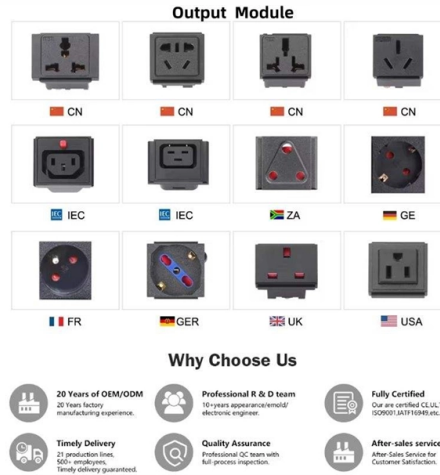 Output Module
CN
CN
CN
CN
IEC IEC
IEC IEC
ZA
GE
FR
GER
UK
USA
Why Choose Us
20 Years of OEM/ODM
20 Years factory
manufacturing experience.
Professional R & D team
10+years appearance/emold/
electronic engineer.
Fully Certified
Our are certified CE,UL,
ISO9001,IATF16949,etc.
Timely Delivery
21 production lines,
500+ employees,
Timely delivery guaranteed.
Quality Assurance
Professional QC team with
full-process inspection.
After-sales service
After-Sales Service for
Customer Satisfaction.